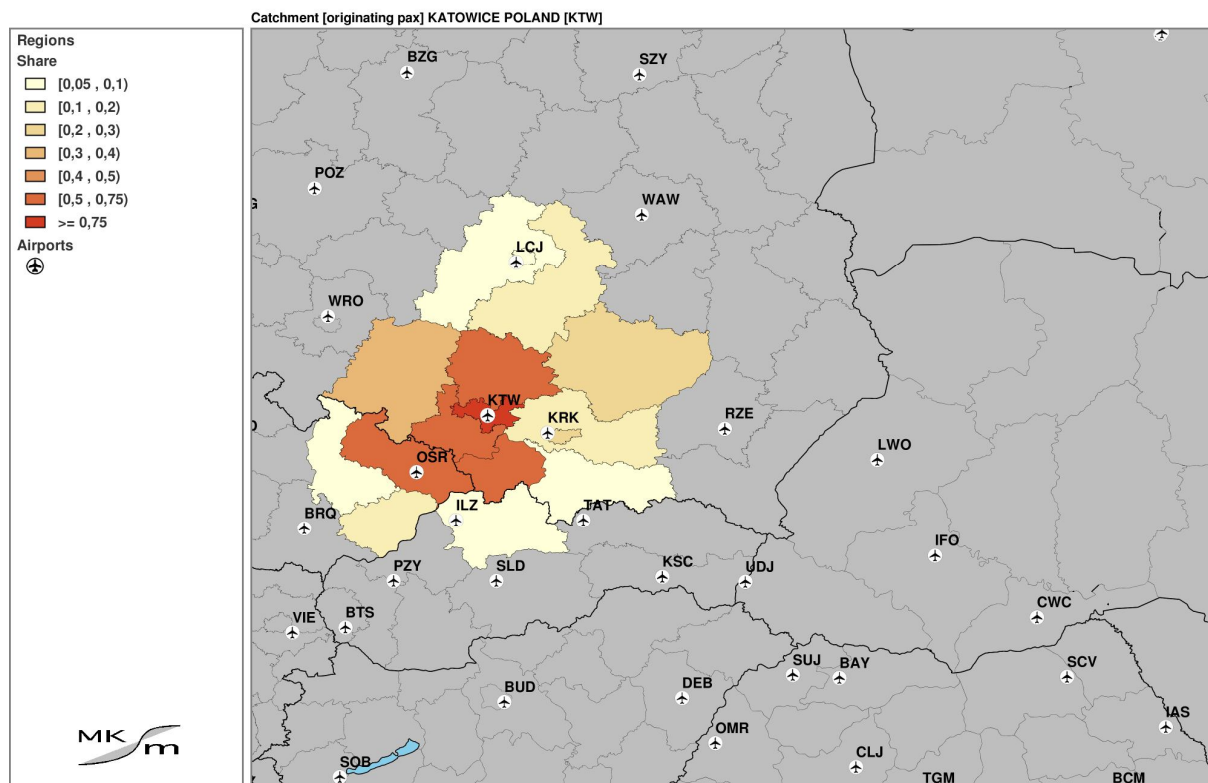 Catchment [originating pax] KATOWICE POLAND [KTW]
Regions
Share
[0,05 , 0,1)
[0,1 , 0,2)
[0,2 , 0,3)
[0,3 , 0,4)
[0,4 , 0,5)
[0,5 , 0,75)
>= 0,75
Airports
MK
m
BZG
SZY
POZ
WAW
LCJ
WRO
KTW
KRK
RZE
LWO
OSR
ILZ
TAT
BRQ
IFO
PZY
SLD
KSC
UDJ
CWC
VIE
BTS
SUJ
BAY
SCV
BUD
DEB
IAS
OMR
SOB
CLJ
TGM
BCM